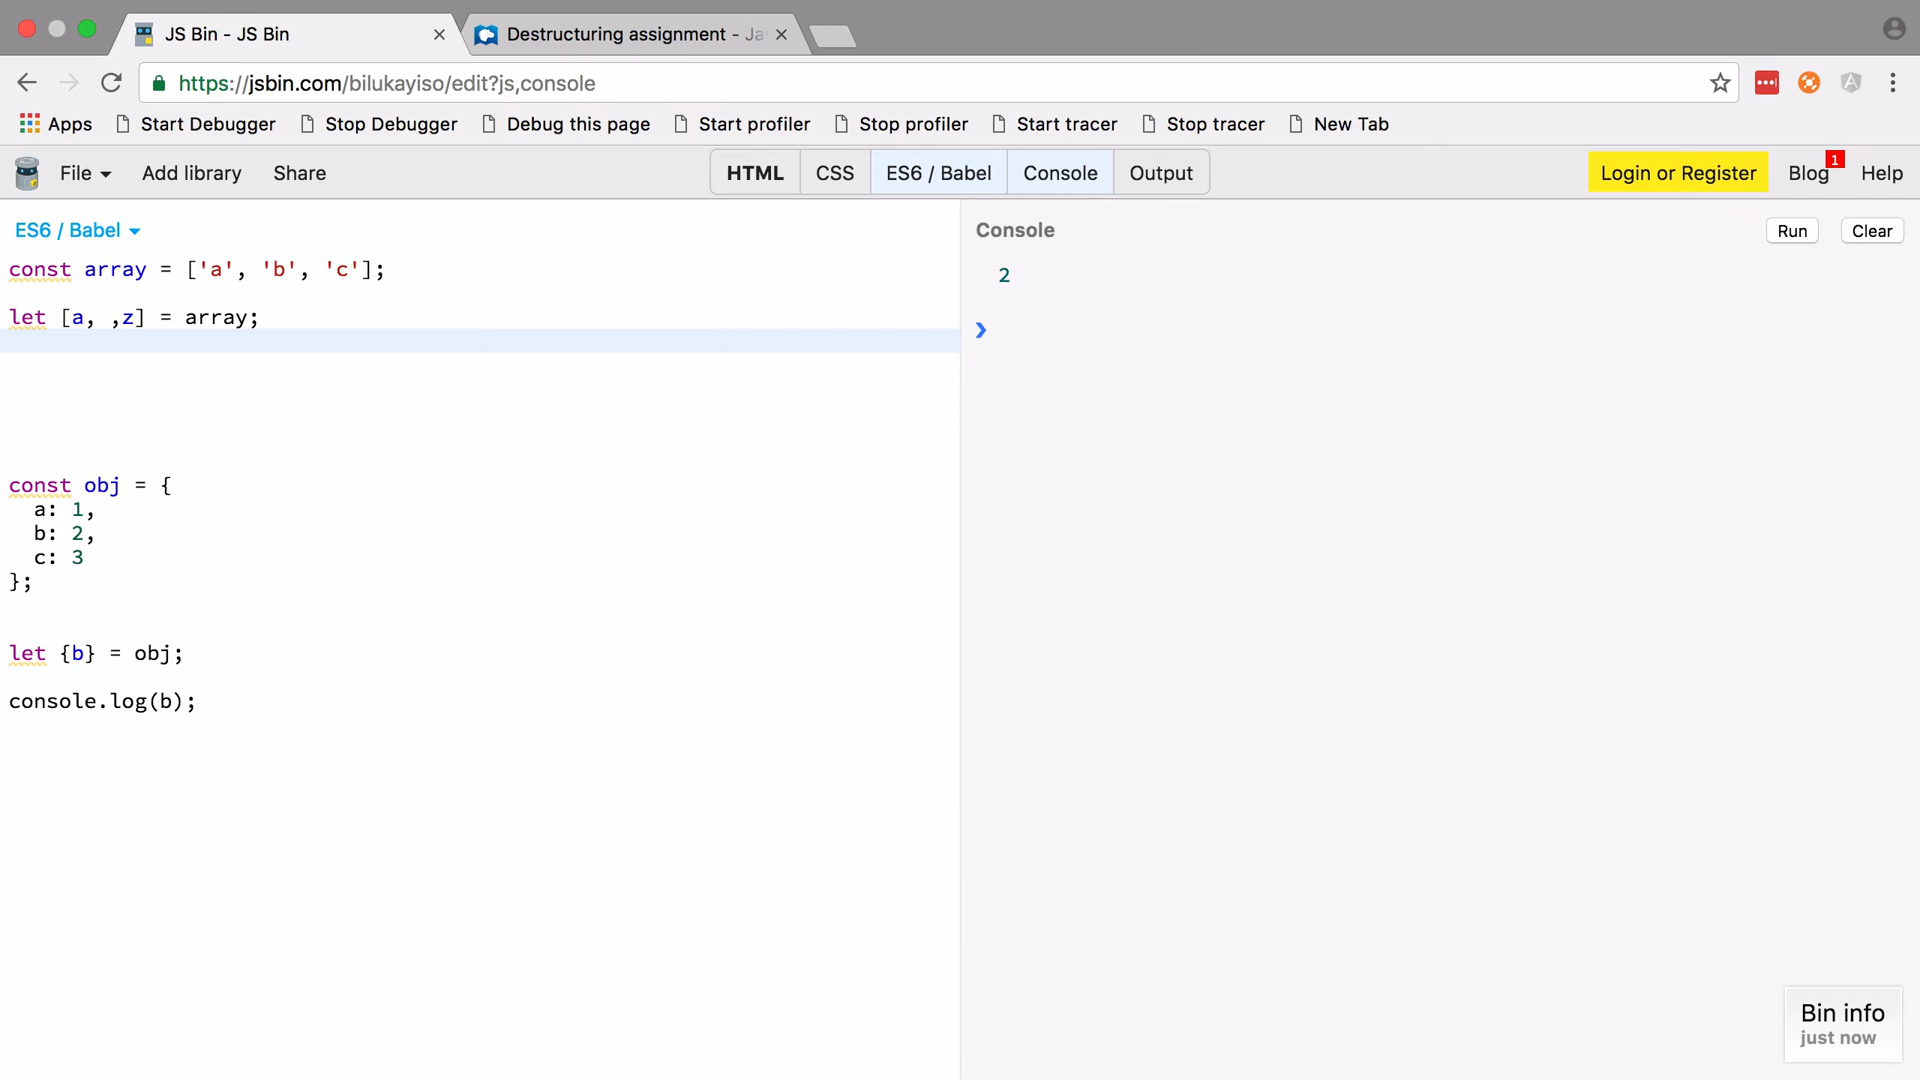 JS Bin - JS Bin
Destructuring assignment - Ja
https://jsbin.com/bilukayiso/edit?js,console
Apps Start Debugger Stop Debugger Debug this page Start profiler Stop profiler Start tracer Stop tracer New Tab
File Add library Share HTML CSS ES6 / Babel Console Output Login or Register Blog 1 Help
ES6 / Babel
const array = ['a', 'b', 'c'];
let [a, ,z] = array;
const obj = {
a: 1,
b: 2,
c: 3
};
let {b} = obj;
console.log(b);
Console Run Clear
2
Bin info
just now